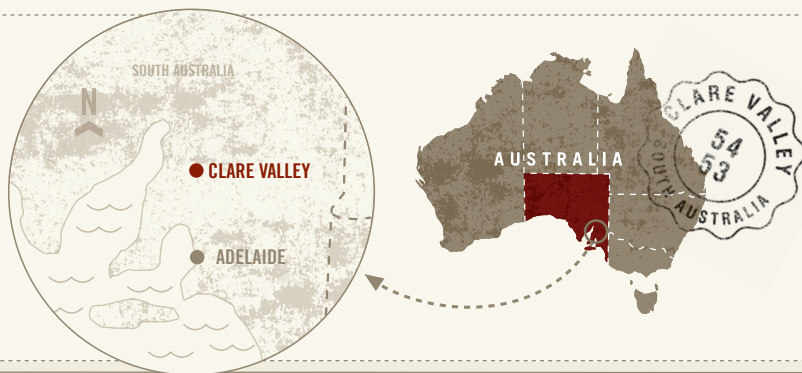 SOUTH AUSTRALIA
N
CLARE VALLEY
ADELAIDE
AUSTRALIA
CLARE VALLEY
54
53
SOUTH
AUSTRALIA